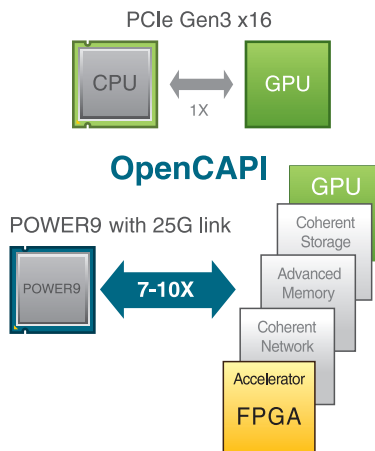 PCIe Gen3 x16
CPU
1X
GPU
OpenCAPI
POWER9 with 25G link
POWER9
7-10X
GPU
Coherent
Storage
Advanced
Memory
Coherent
Network
Accelerator
FPGA